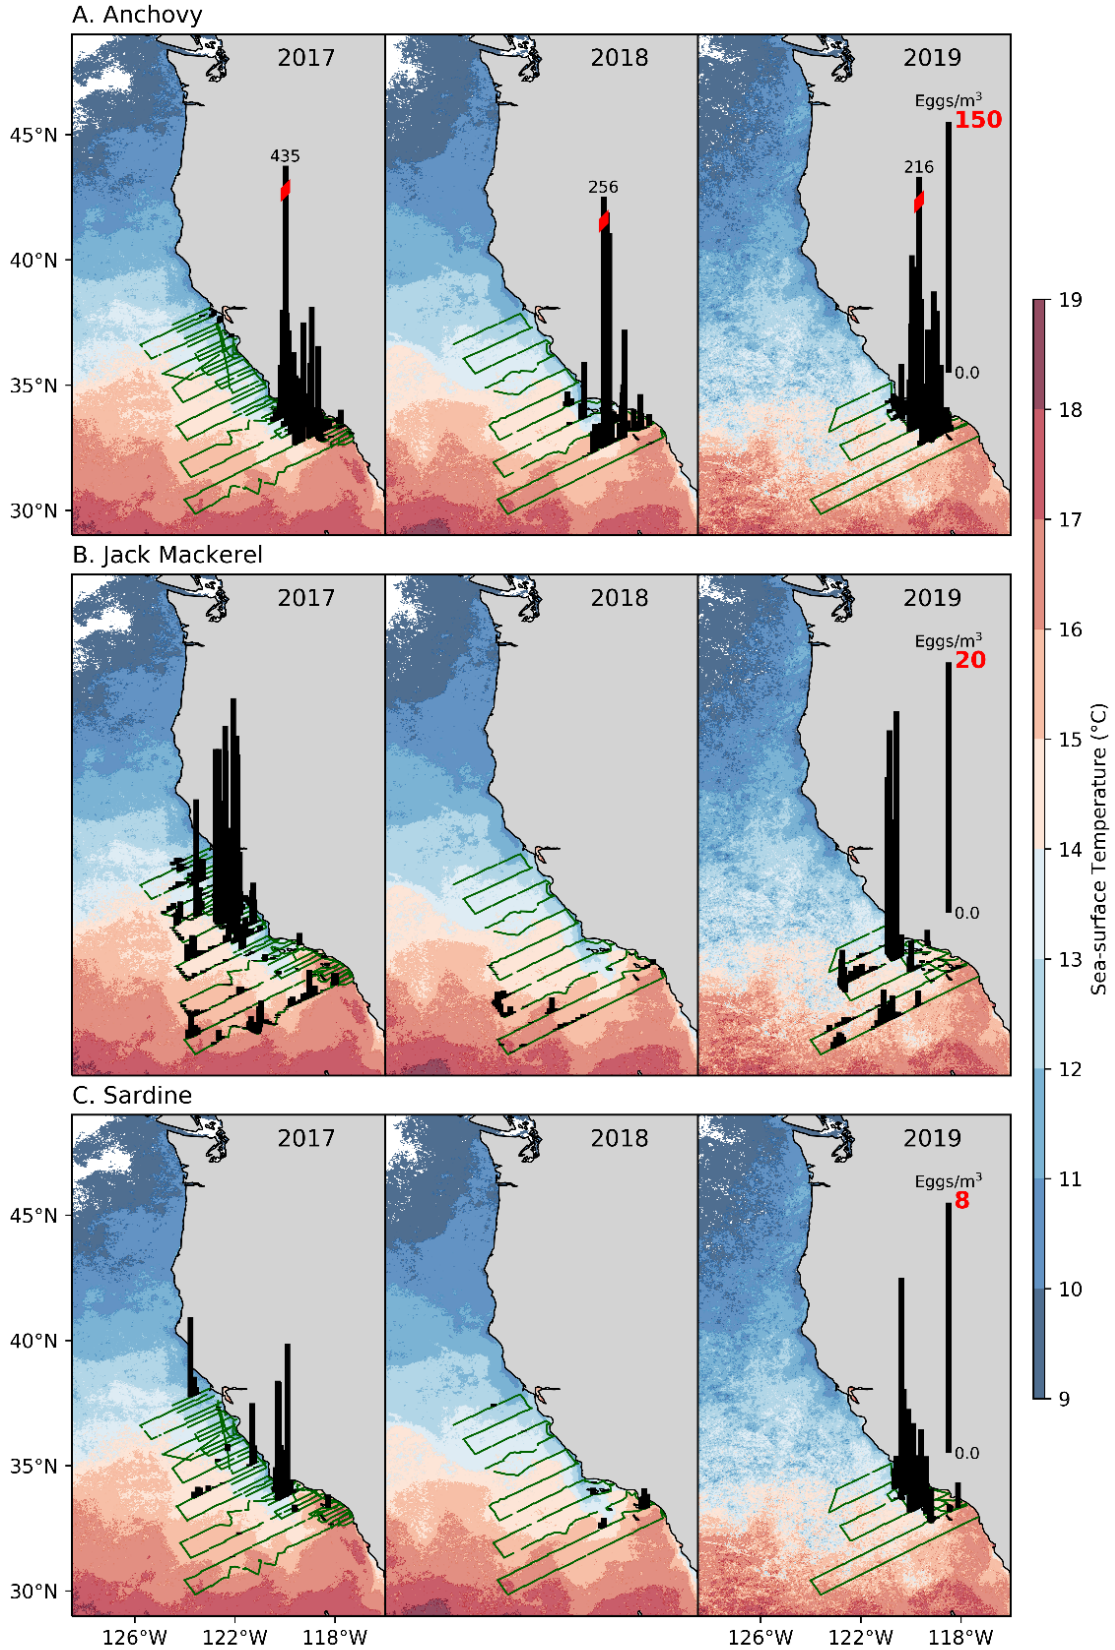 A. Anchovy
2017
2018
2019
Eggs/m³
150
435
256
216
0.0
45°N
40°N
35°N
30°N
B. Jack Mackerel
2017
2018
2019
Eggs/m³
20
0.0
C. Sardine
2017
2018
2019
Eggs/m³
8
0.0
45°N
40°N
35°N
30°N
126°W
122°W
118°W
126°W
122°W
118°W
19
18
17
16
15
14
13
12
11
10
9
Sea-surface Temperature (°C)